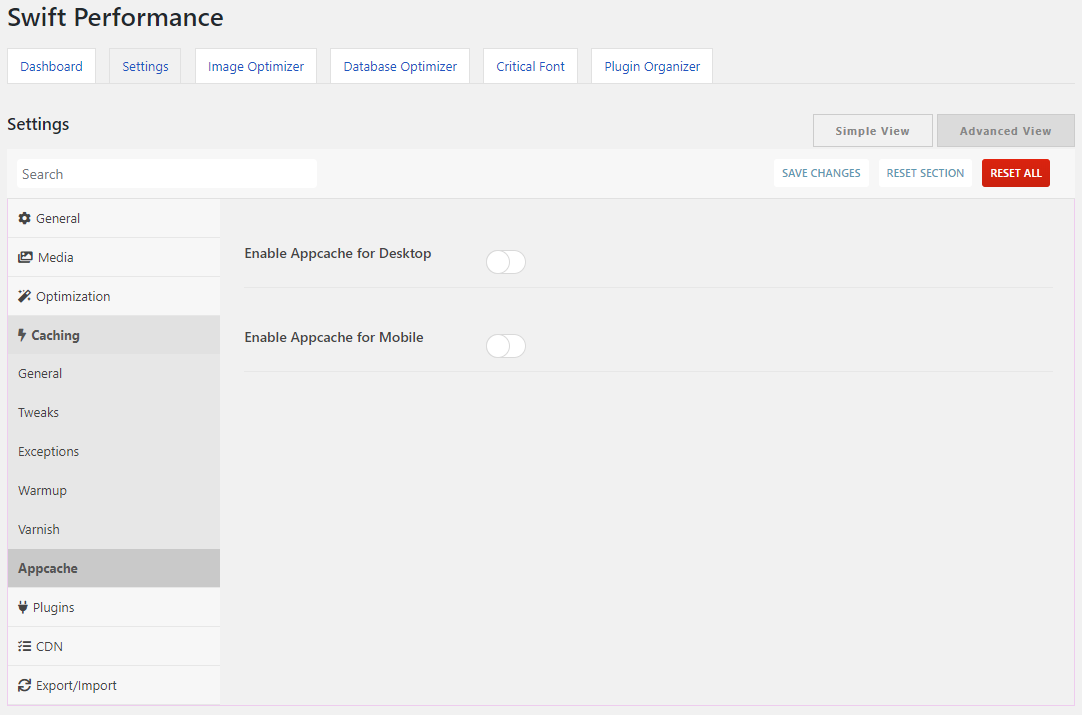 Swift Performance
Dashboard Settings Image Optimizer Database Optimizer Critical Font Plugin Organizer
Settings
Simple View Advanced View
Search SAVE CHANGES RESET SECTION RESET ALL
General
Media
Optimization
Caching
General
Tweaks
Exceptions
Warmup
Varnish
Appcache
Plugins
CDN
Export/Import
Enable Appcache for Desktop
Enable Appcache for Mobile